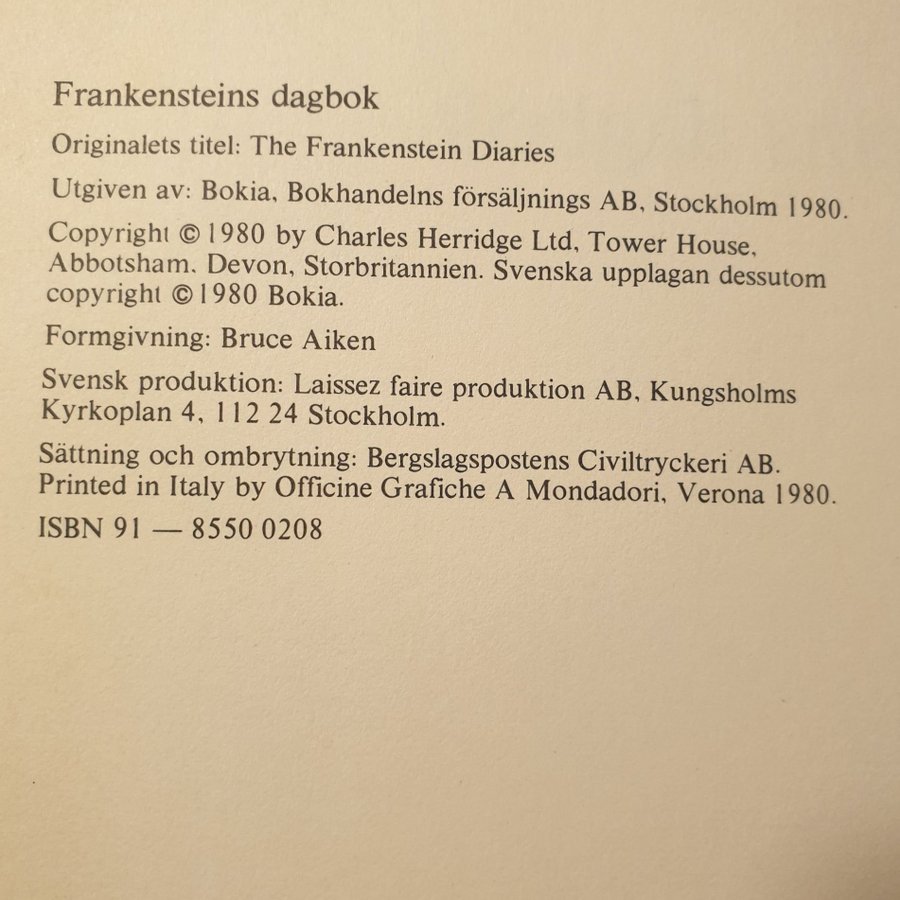 Frankensteins dagbok
Originalets titel: The Frankenstein Diaries
Utgiven av: Bokia, Bokhandelns försäljnings AB, Stockholm 1980.
Copyright © 1980 by Charles Herridge Ltd, Tower House,
Abbotsham. Devon, Storbritannien. Svenska upplagan dessutom
copyright © 1980 Bokia.
Formgivning: Bruce Aiken
Svensk produktion: Laissez faire produktion AB, Kungsholms
Kyrkoplan 4, 112 24 Stockholm.
Sättning och ombrytning: Bergslagspostens Civiltryckeri AB.
Printed in Italy by Officine Grafiche A Mondadori, Verona 1980.
ISBN 91 — 8550 0208